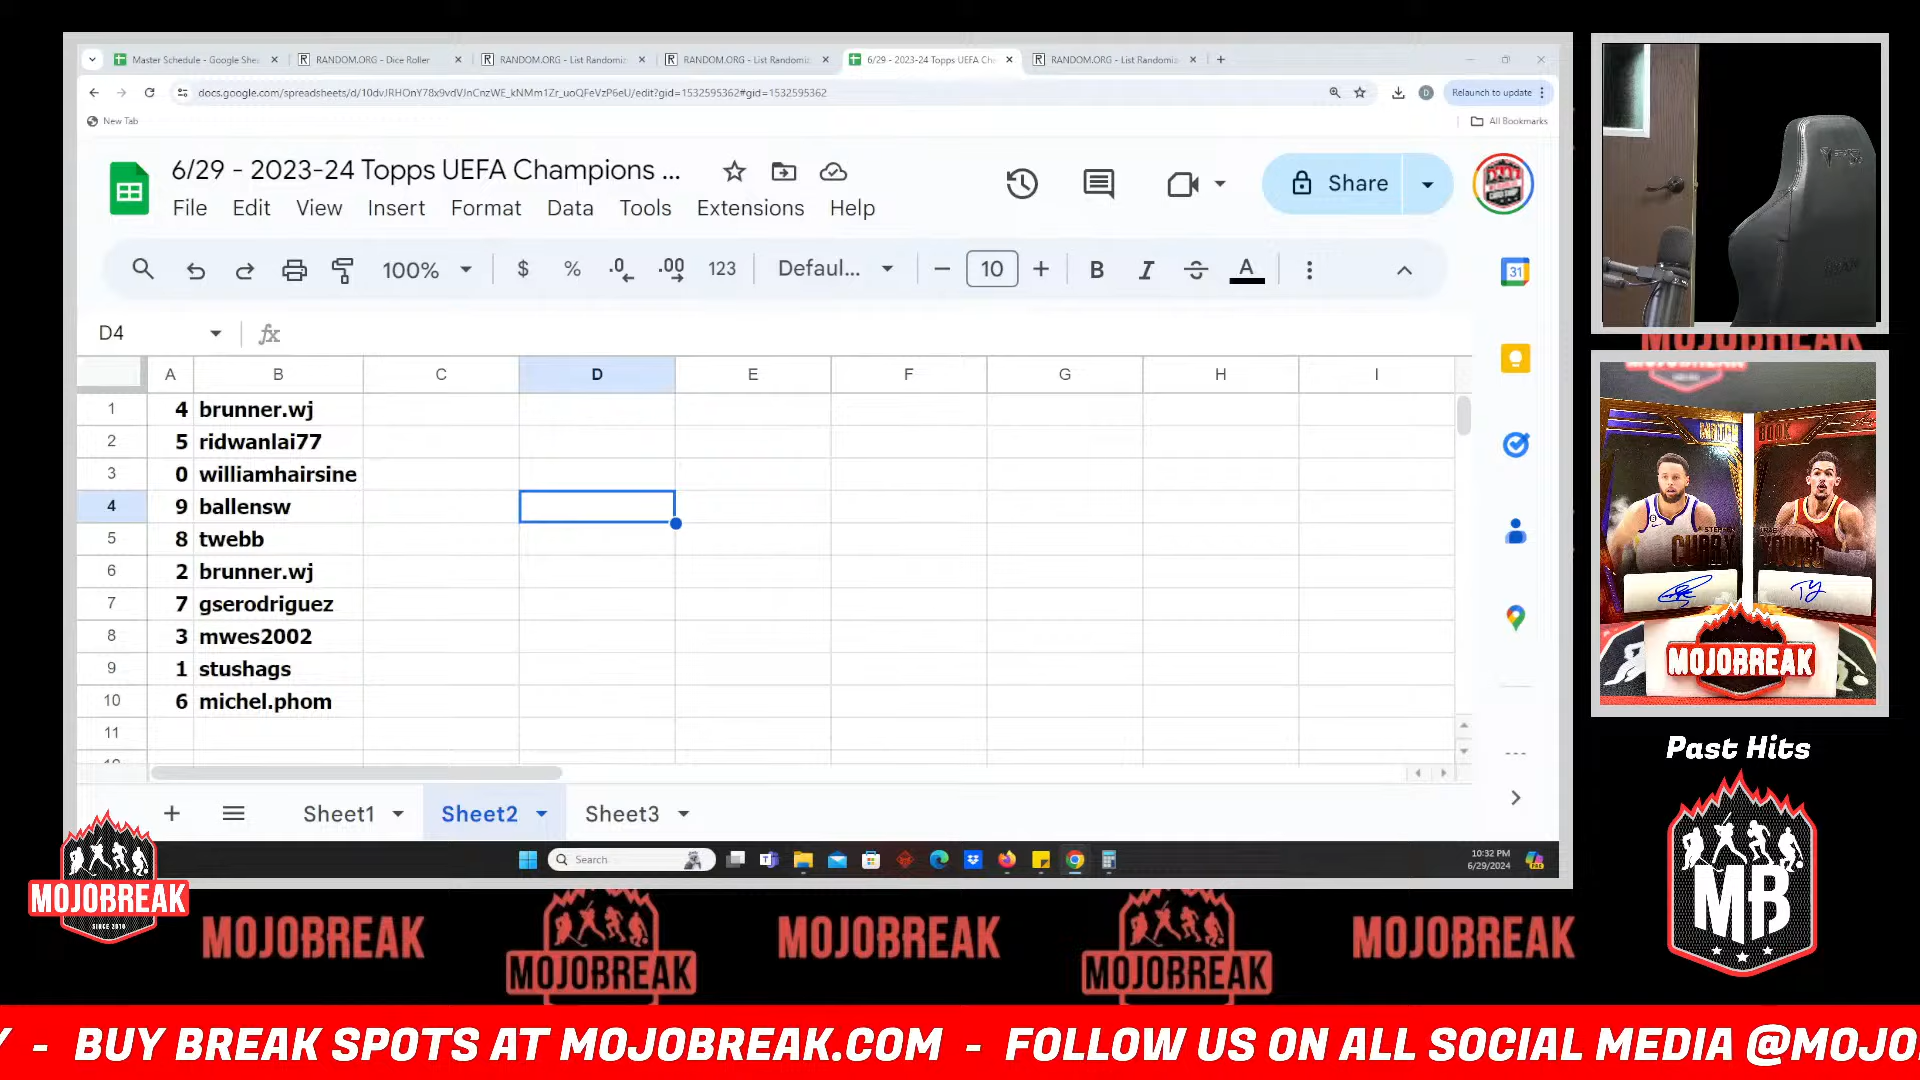 Master Schedule - Google She
RANDOM.ORG - Dice Roller
RANDOM.ORG - List Randomiz
RANDOM.ORG - List Randomiz
6/29 - 2023-24 Topps UEFA Ch
RANDOM.ORG - List Randomiz
docs.google.com/spreadsheets/d/10dvJRHOnY78x9vdVJnCnzWE_kNMm1Zr_uoQFeVzP6eU/edit?gid=1532595362#gid=1532595362
Relaunch to update
New Tab
All Bookmarks
6/29 - 2023-24 Topps UEFA Champions ...
File Edit View Insert Format Data Tools Extensions Help
Share
100% $ % .0 .00 123 Defaul... 10 B I S A
31
D4 fx
A B C D E F G H I
1 4 brunner.wj
2 5 ridwanlai77
3 0 williamhairsine
4 9 ballensw
5 8 twebb
6 2 brunner.wj
7 7 gserodriguez
8 3 mwes2002
9 1 stushags
10 6 michel.phom
11
Sheet1 Sheet2 Sheet3
Search
10:32 PM
6/29/2024
CURRY YOUNG
MOJOBREAK
Past Hits
MB
MOJOBREAK
SINCE 2010
MOJOBREAK MOJOBREAK MOJOBREAK MOJOBREAK MOJOBREAK
Y - BUY BREAK SPOTS AT MOJOBREAK.COM - FOLLOW US ON ALL SOCIAL MEDIA @MOJO